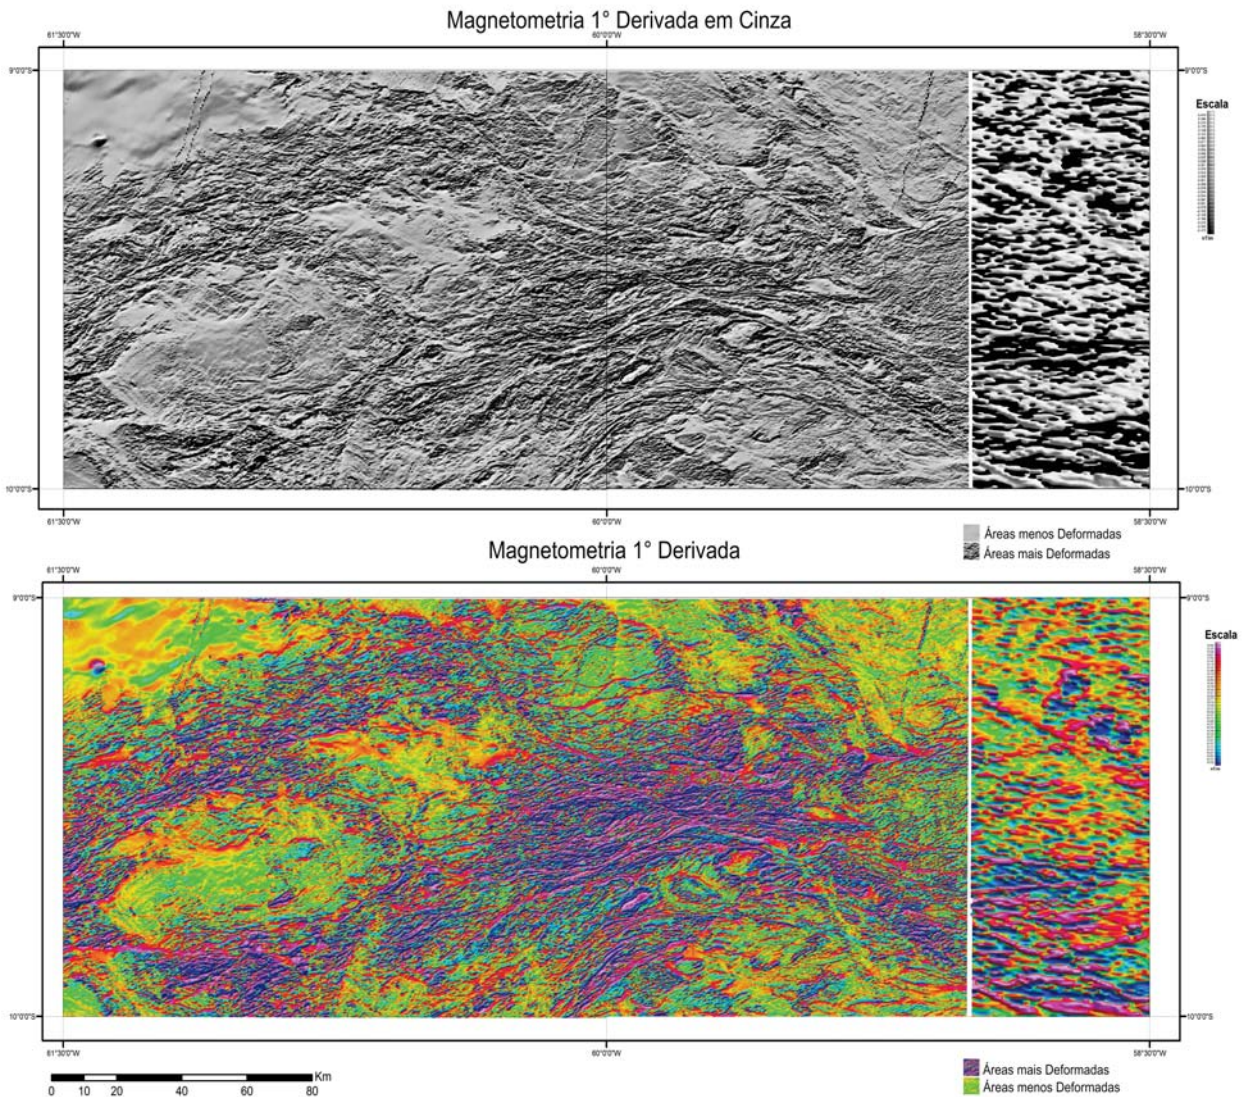 Magnetometria 1° Derivada em Cinza
61°30'0"W 60°0'0"W 58°30'0"W
9°0'0"S 9°0'0"S
Escala
nT/m
10°0'0"S 10°0'0"S
61°30'0"W 60°0'0"W 58°30'0"W
Áreas menos Deformadas
Áreas mais Deformadas
Magnetometria 1° Derivada
61°30'0"W 60°0'0"W 58°30'0"W
9°0'0"S 9°0'0"S
Escala
nT/m
10°0'0"S 10°0'0"S
61°30'0"W 60°0'0"W 58°30'0"W
Áreas mais Deformadas
Áreas menos Deformadas
Km
0 10 20 40 60 80